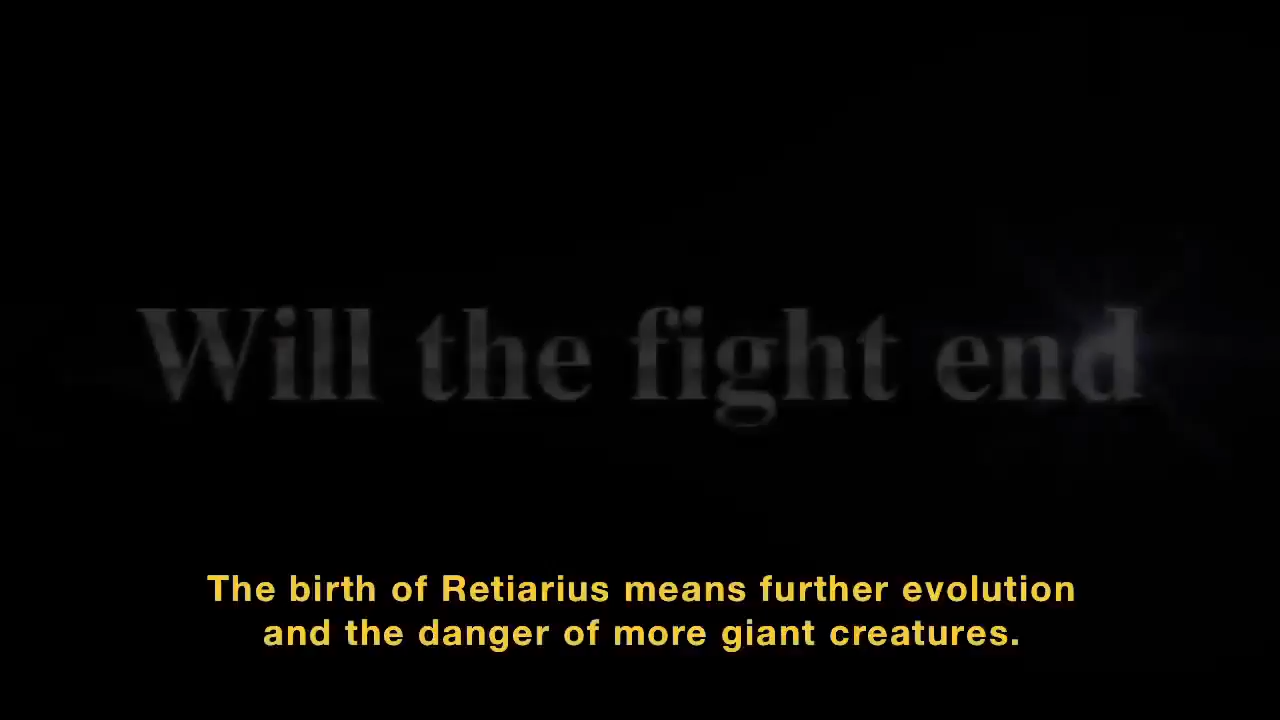 Will the fight end
The birth of Retiarius means further evolution
and the danger of more giant creatures.